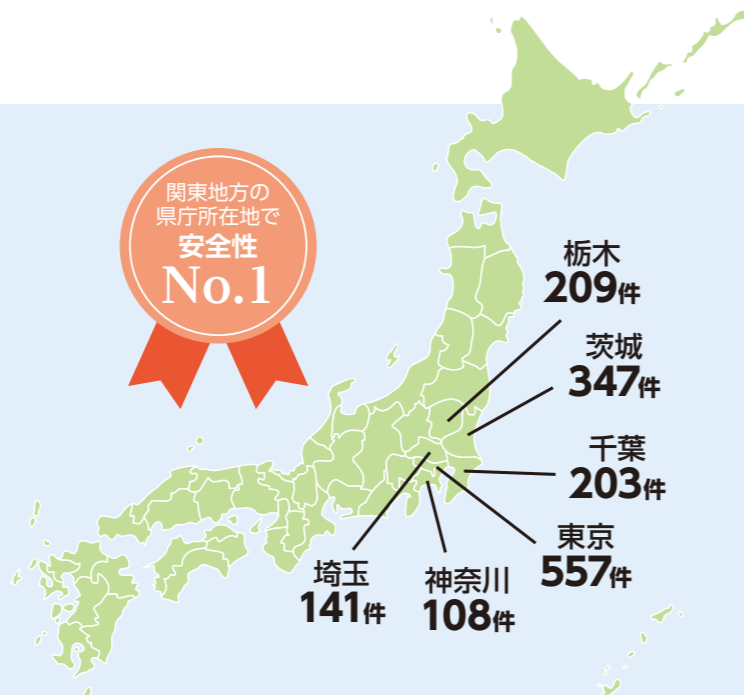 関東地方の
県庁所在地で
安全性
No.1
栃木
209件
茨城
347件
千葉
203件
東京
557件
埼玉
141件
神奈川
108件